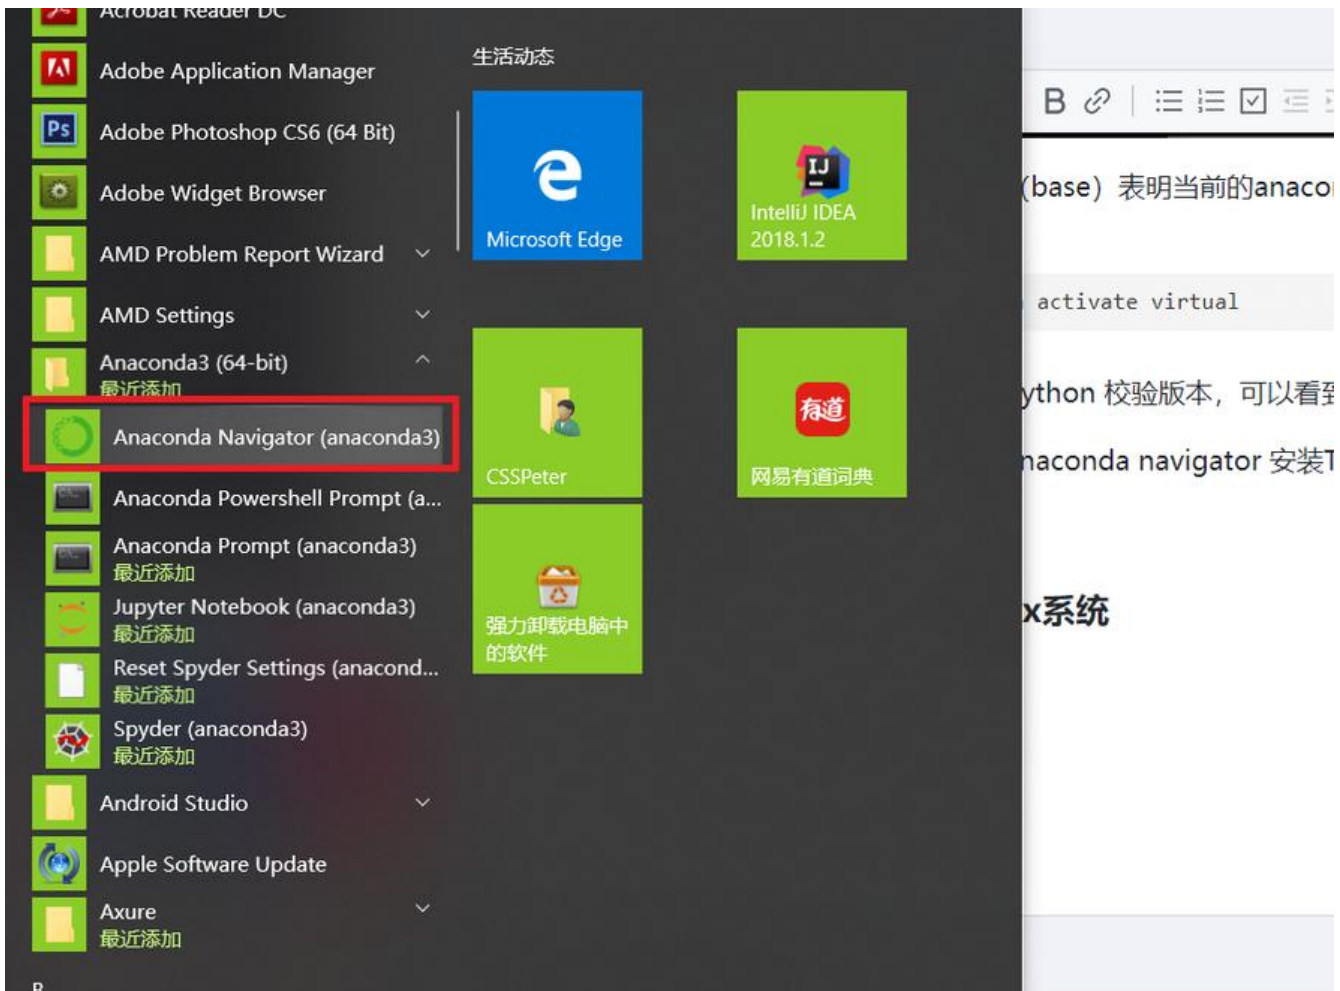 Acrobat Reader DC
Adobe Application Manager
Ps
Adobe Photoshop CS6 (64 Bit)
Adobe Widget Browser
AMD Problem Report Wizard
AMD Settings
Anaconda3 (64-bit)
最近添加
Anaconda Navigator (anaconda3)
Anaconda Powershell Prompt (a...
Anaconda Prompt (anaconda3)
最近添加
Jupyter Notebook (anaconda3)
最近添加
Reset Spyder Settings (anacond...
最近添加
Spyder (anaconda3)
最近添加
Android Studio
Apple Software Update
Axure
最近添加
B
生活动态
Microsoft Edge
IJ
IntelliJ IDEA
2018.1.2
CSSPeter
有道
网易有道词典
强力卸载电脑中
的软件
B
(base）表明当前的anacon
activate virtual
ython 校验版本，可以看到
naconda navigator 安装T
x系统